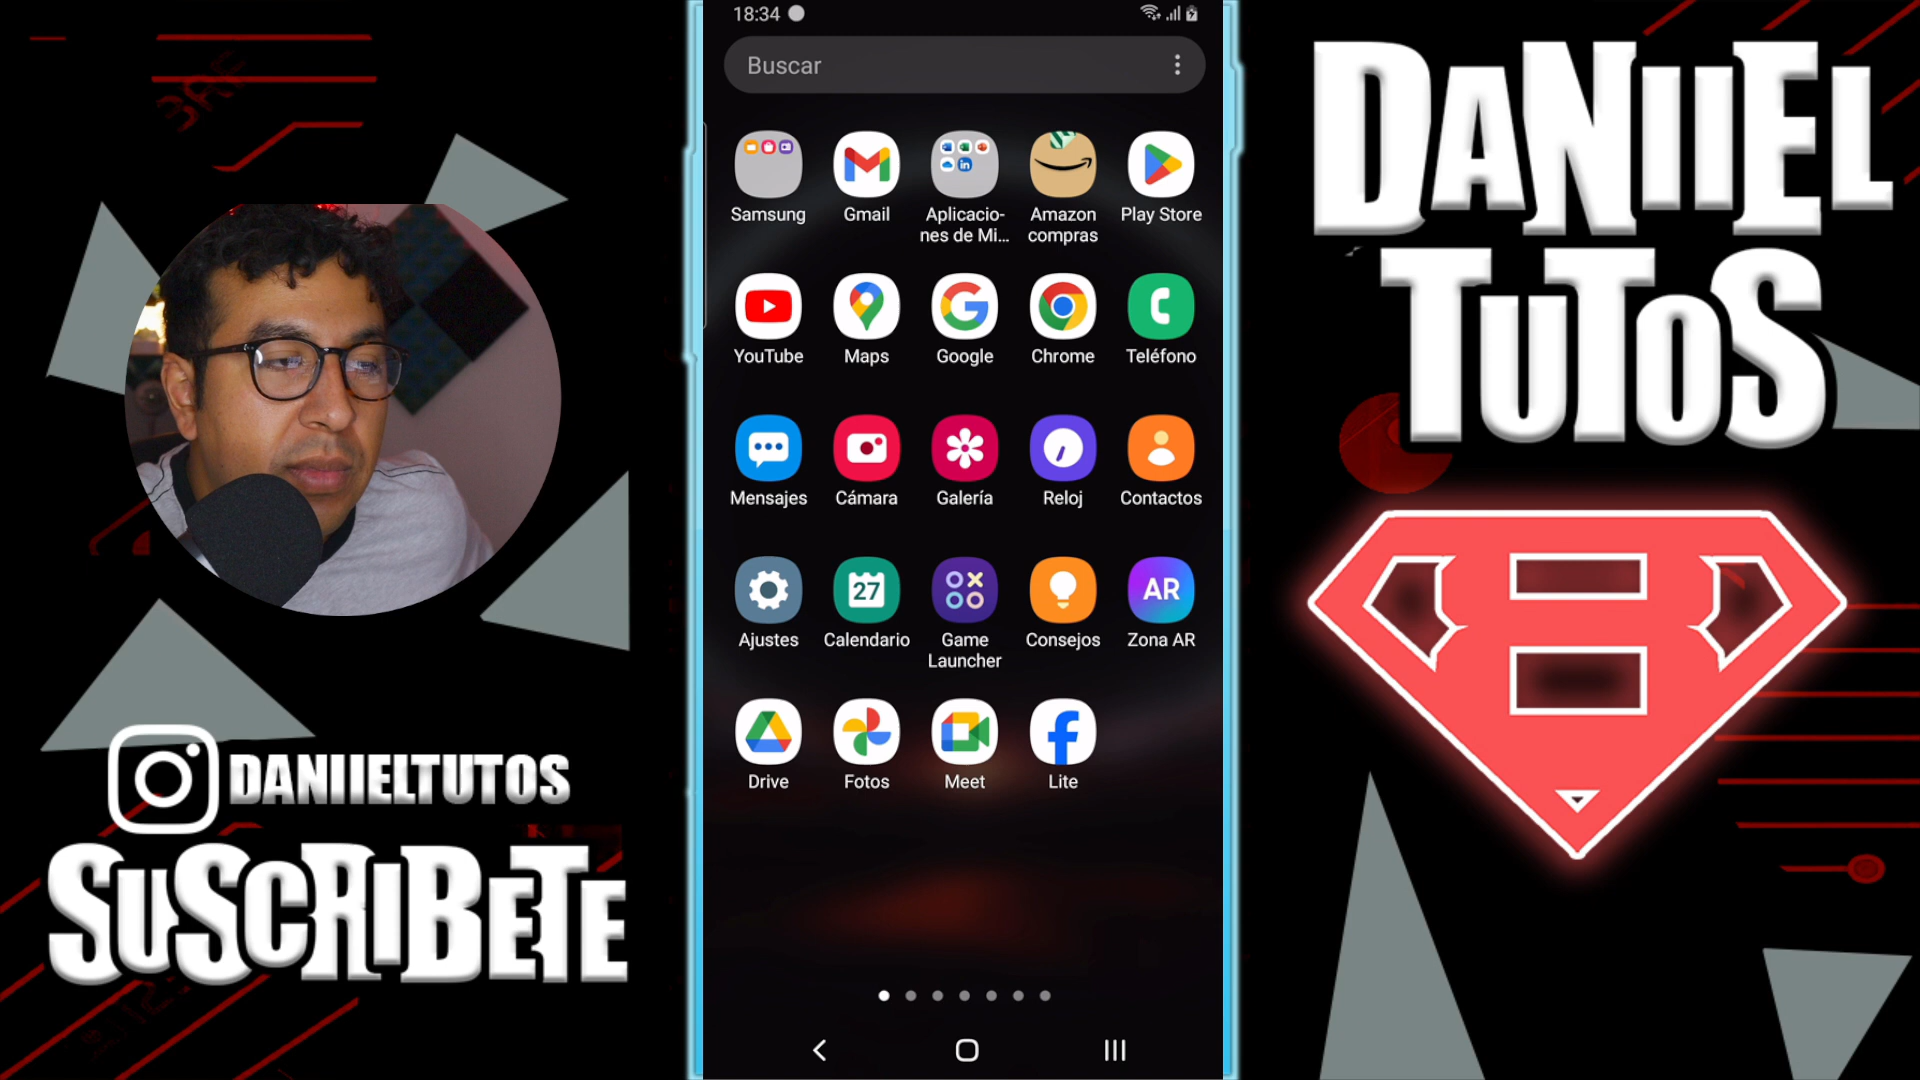 18:34
Buscar
Samsung
Gmail
Aplicacio-
nes de Mi...
Amazon
compras
Play Store
YouTube
Maps
Google
Chrome
Teléfono
Mensajes
Cámara
Galería
Reloj
Contactos
27
AR
Ajustes
Calendario
Game
Launcher
Consejos
Zona AR
Drive
Fotos
Meet
Lite
DANIIELTUTOS
SUSCRIBETE
DANIIEL
TUTOS